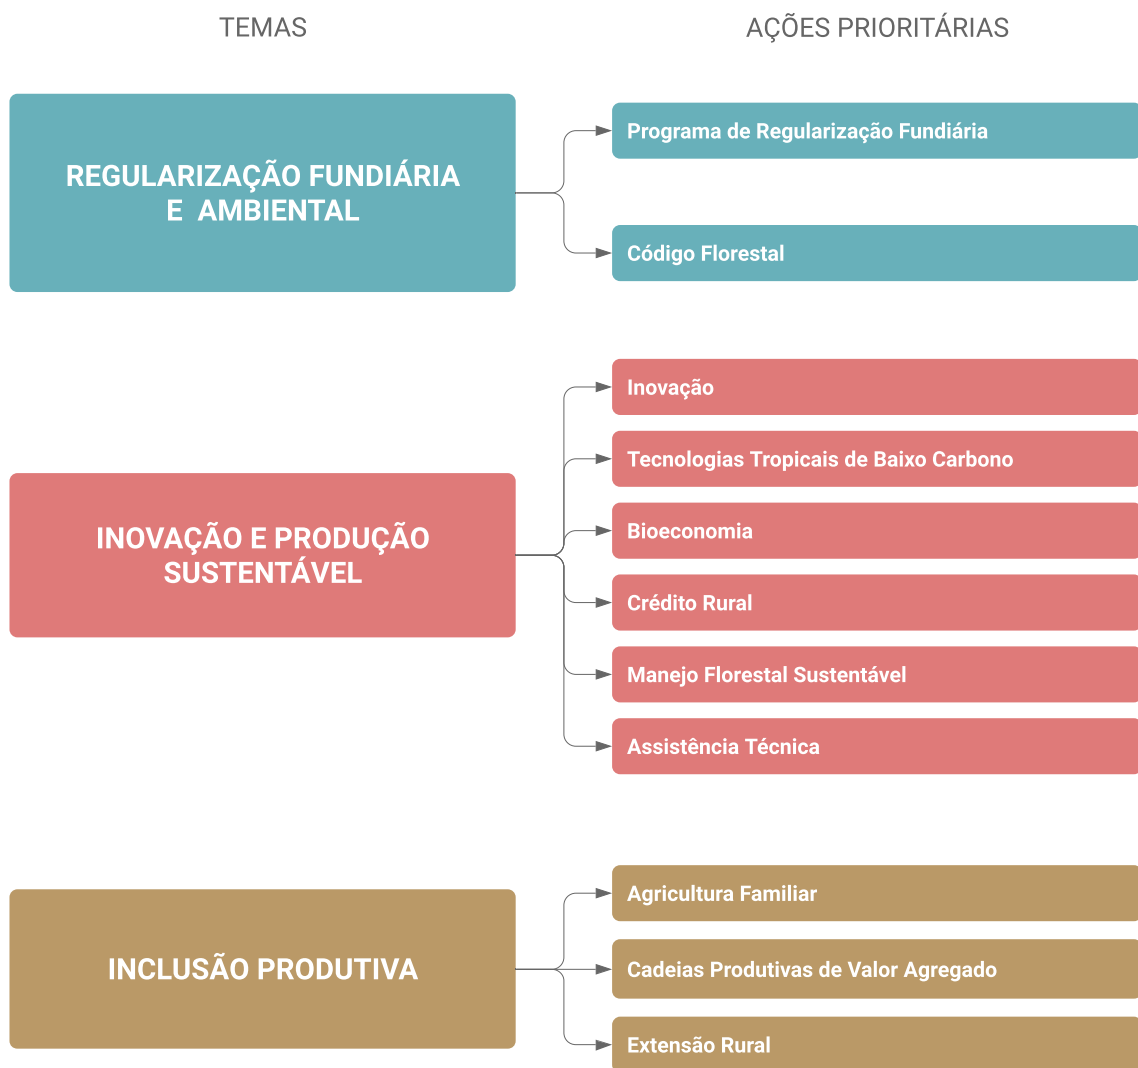 TEMAS
AÇÕES PRIORITÁRIAS
REGULARIZAÇÃO FUNDIÁRIA
E AMBIENTAL
Programa de Regularização Fundiária
Código Florestal
INOVAÇÃO E PRODUÇÃO
SUSTENTÁVEL
Inovação
Tecnologias Tropicais de Baixo Carbono
Bioeconomia
Crédito Rural
Manejo Florestal Sustentável
Assistência Técnica
INCLUSÃO PRODUTIVA
Agricultura Familiar
Cadeias Produtivas de Valor Agregado
Extensão Rural